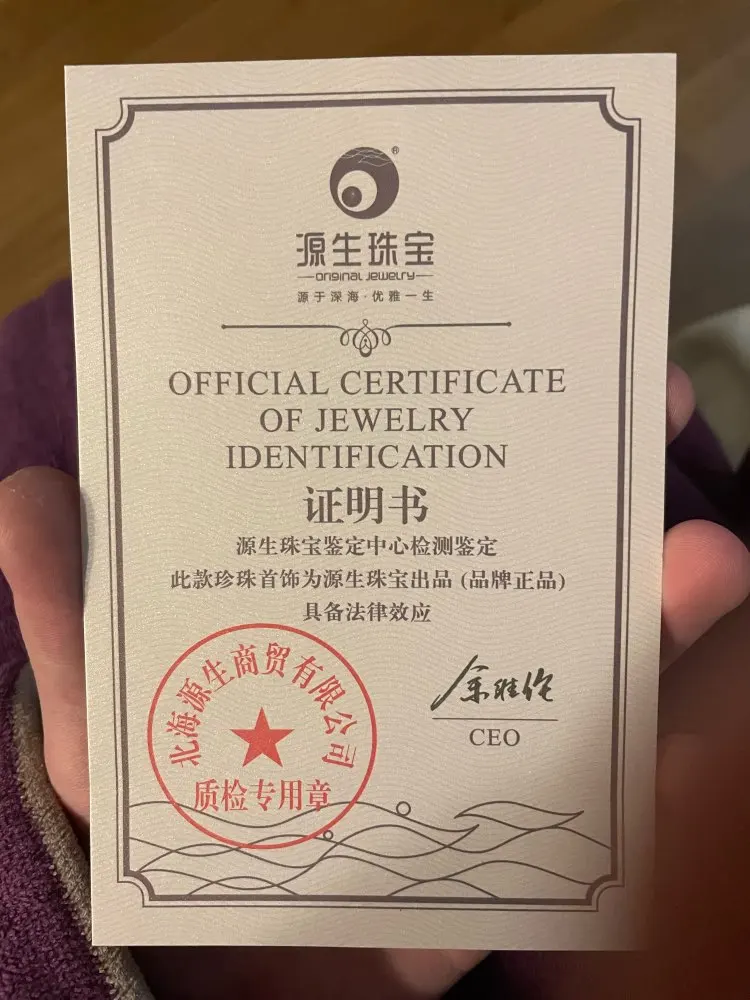 ®
源生珠宝
original jewelry
源于深海·优雅一生
OFFICIAL CERTIFICATE
OF JEWELRY
IDENTIFICATION
证明书
源生珠宝鉴定中心检测鉴定
此款珍珠首饰为源生珠宝出品 (品牌正品)
具备法律效应
北海源生商贸有限公司
质检专用章
CEO